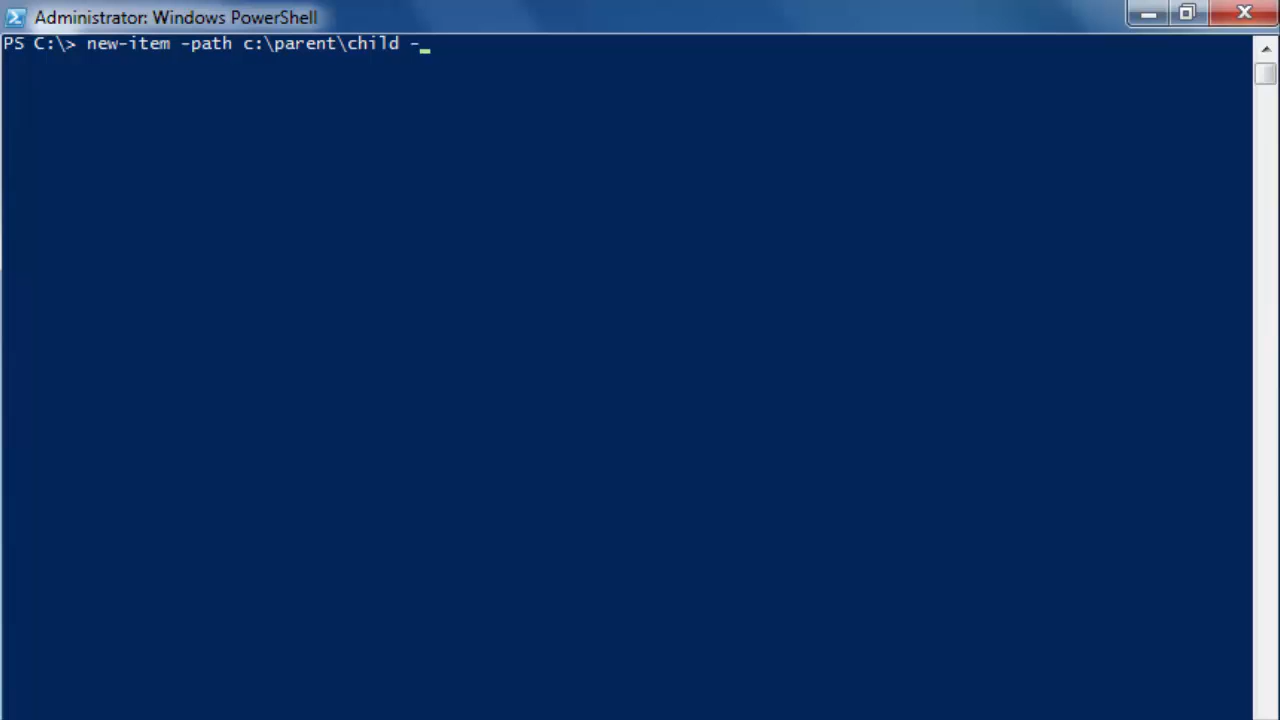 Administrator: Windows PowerShell
PS C:\> new-item -path c:\parent\child -